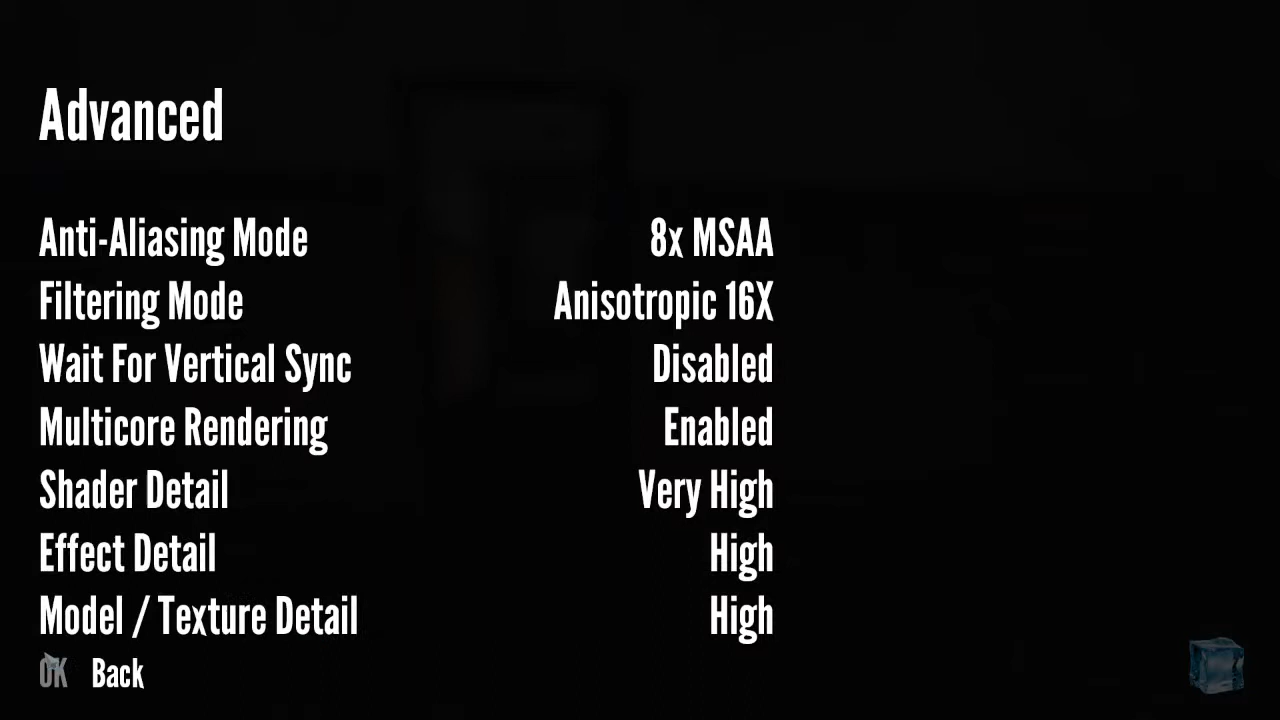 Advanced
Anti-Aliasing Mode 8x MSAA
Filtering Mode Anisotropic 16X
Wait For Vertical Sync Disabled
Multicore Rendering Enabled
Shader Detail Very High
Effect Detail High
Model / Texture Detail High
OK Back